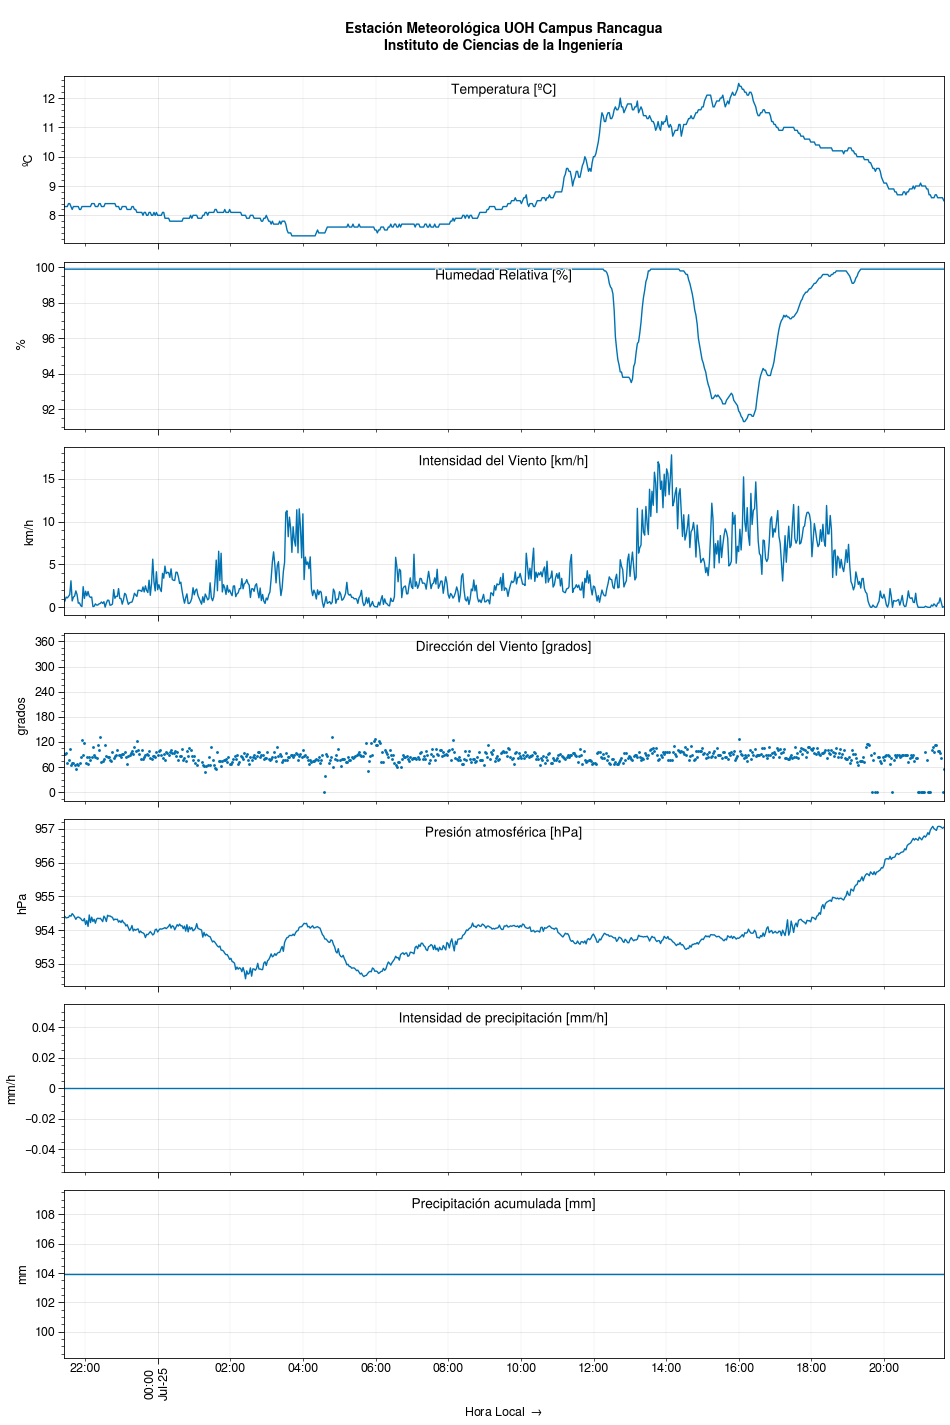 Estación Meteorológica UOH Campus Rancagua
Instituto de Ciencias de la Ingeniería
Temperatura [ºC]
ºC
12
11
10
9
8
Humedad Relativa [%]
%
100
98
96
94
92
Intensidad del Viento [km/h]
km/h
15
10
5
0
Dirección del Viento [grados]
grados
360
300
240
180
120
60
0
Presión atmosférica [hPa]
hPa
957
956
955
954
953
Intensidad de precipitación [mm/h]
mm/h
0.04
0.02
0
−0.02
−0.04
Precipitación acumulada [mm]
mm
108
106
104
102
100
22:00
00:00
Jul-25
02:00
04:00
06:00
08:00
10:00
12:00
14:00
16:00
18:00
20:00
Hora Local →